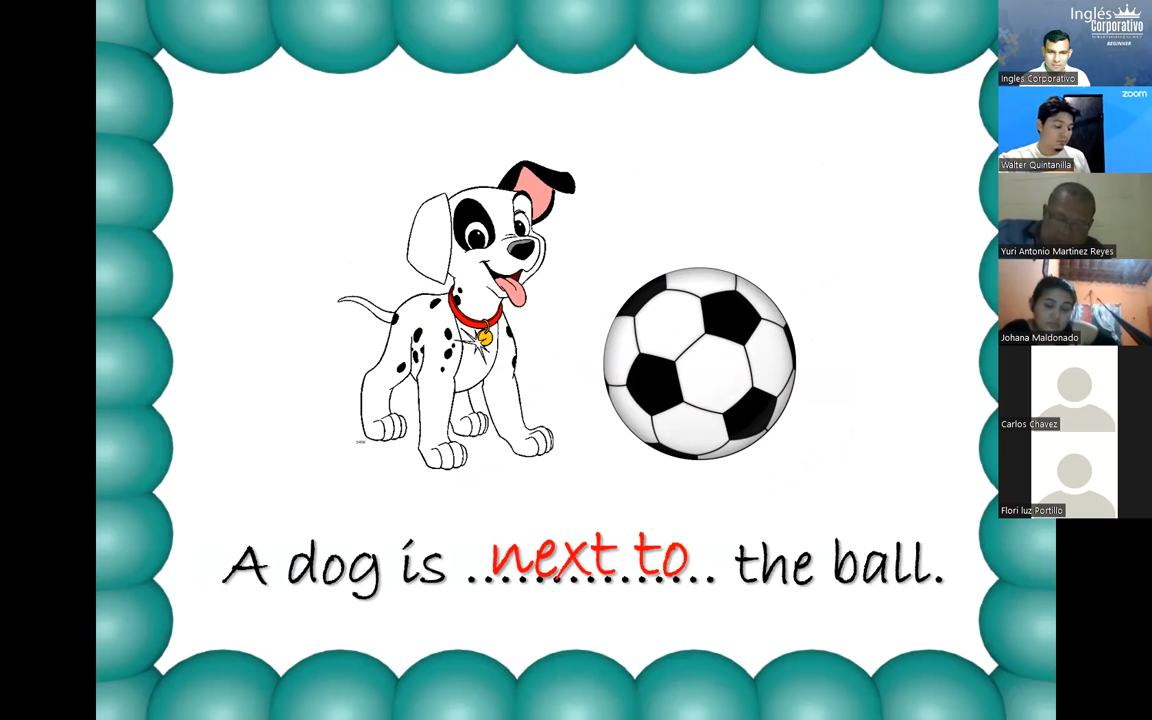 A dog is next to the ball.
Inglés
Corporativo
BEGINNER
Ingles Corporativo
zoom
Walter Quintanilla
Yuri Antonio Martinez Reyes
Johana Maldonado
Carlos Chavez
Flori luz Portillo